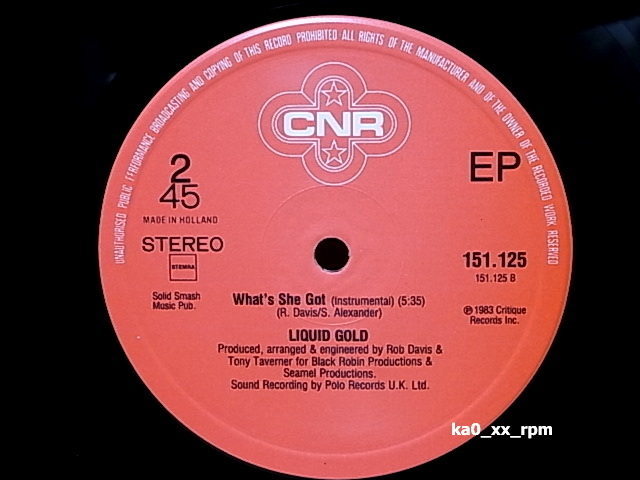 UNAUTHORISED PUBLIC PERFORMANCE BROADCASTING AND COPYING OF THIS RECORD PROHIBITED·ALL RIGHTS OF THE MANUFACTURER AND OF THE OWNER OF THE RECORDED WORK RESERVED
CNR
2
45
MADE IN HOLLAND
STEREO
STEMRA
EP
151.125
151.125 B
Solid Smash
Music Pub.
What's She Got (Instrumental) (5:35)
(R. Davis/S. Alexander)
℗ 1983 Critique
Records Inc.
LIQUID GOLD
Produced, arranged & engineered by Rob Davis &
Tony Taverner for Black Robin Productions &
Seamel Productions.
Sound Recording by Polo Records U.K. Ltd.
ka0_xx_rpm